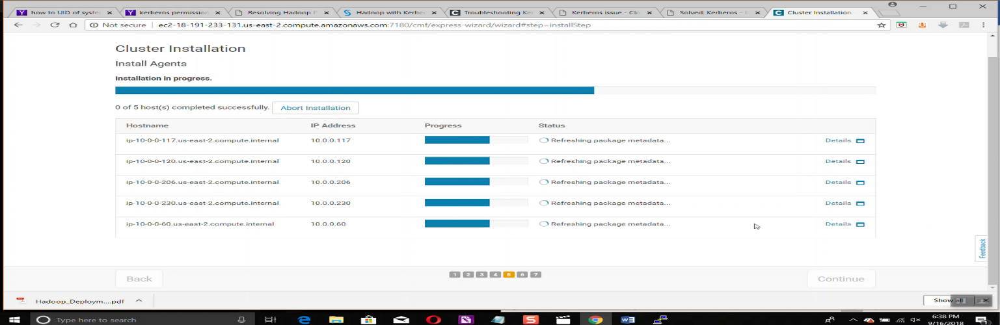 how to UID of syste
kerberos permission
Resolving Hadoop P
Hadoop with Kerbe
Troubleshooting Ke
Kerberos issue - Clo
Solved: Kerberos -
Cluster Installation
Not secure | ec2-18-191-233-131.us-east-2.compute.amazonaws.com:7180/cmf/express-wizard/wizard#step=installStep
Cluster Installation
Install Agents
Installation in progress.
0 of 5 host(s) completed successfully. Abort Installation
Hostname IP Address Progress Status
ip-10-0-0-117.us-east-2.compute.internal 10.0.0.117 Refreshing package metadata... Details
ip-10-0-0-120.us-east-2.compute.internal 10.0.0.120 Refreshing package metadata... Details
ip-10-0-0-206.us-east-2.compute.internal 10.0.0.206 Refreshing package metadata... Details
ip-10-0-0-230.us-east-2.compute.internal 10.0.0.230 Refreshing package metadata... Details
ip-10-0-0-60.us-east-2.compute.internal 10.0.0.60 Refreshing package metadata... Details
Feedback
Back 1 2 3 4 5 6 7 Continue
Hadoop_Deploym....pdf Show all
Type here to search
6:38 PM
9/16/2018